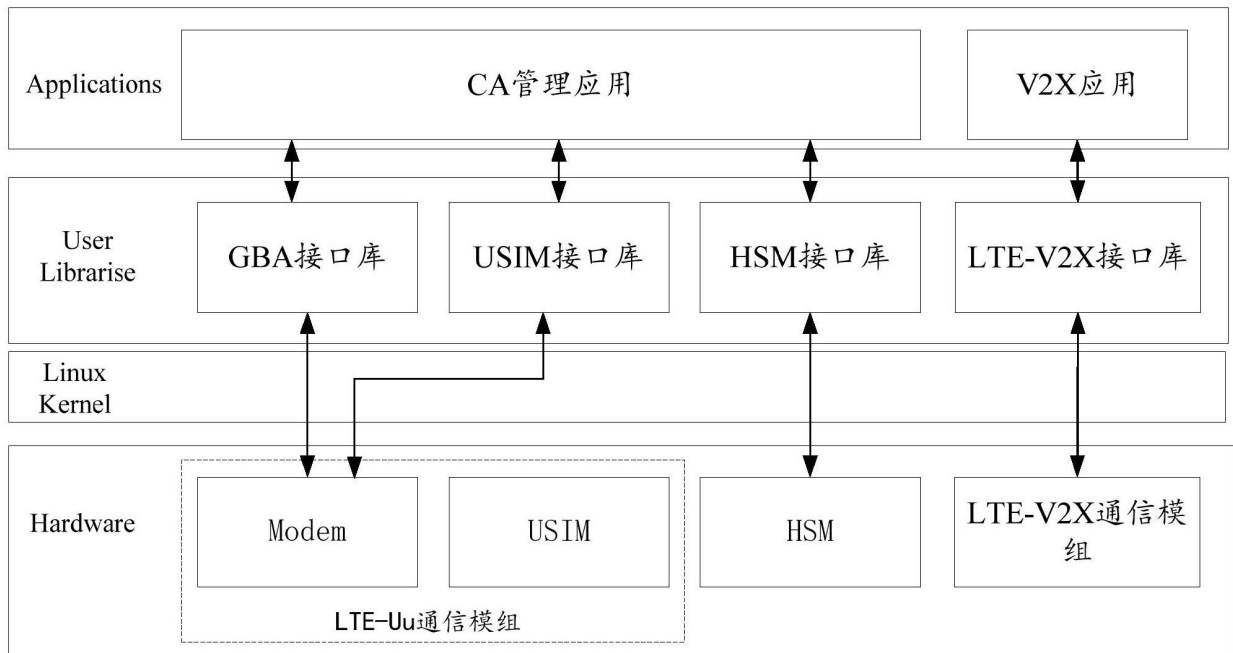 Applications
CA管理应用
V2X应用
User
Librarise
GBA接口库
USIM接口库
HSM接口库
LTE-V2X接口库
Linux
Kernel
Hardware
Modem
USIM
HSM
LTE-V2X通信模
组
LTE-Uu通信模组